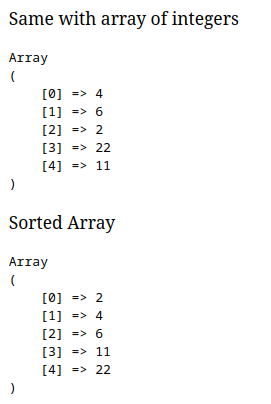 Same with array of integers
Array
(
    [0] => 4
    [1] => 6
    [2] => 2
    [3] => 22
    [4] => 11
)
Sorted Array
Array
(
    [0] => 2
    [1] => 4
    [2] => 6
    [3] => 11
    [4] => 22
)